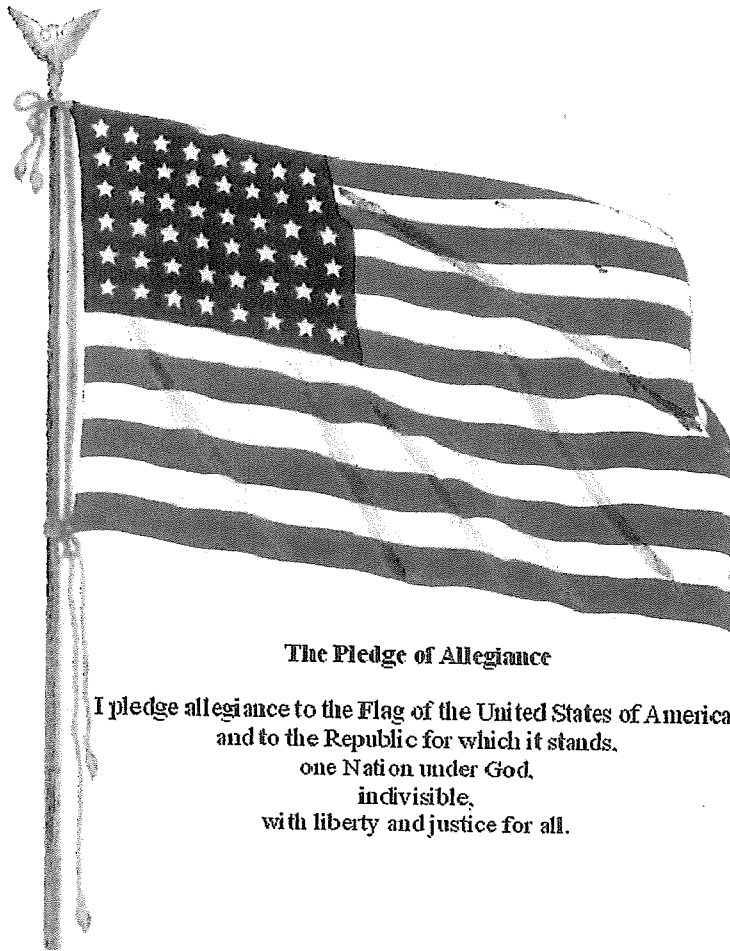 The Pledge of Allegiance
I pledge allegiance to the Flag of the United States of America
and to the Republic for which it stands,
one Nation under God,
indivisible,
with liberty and justice for all.